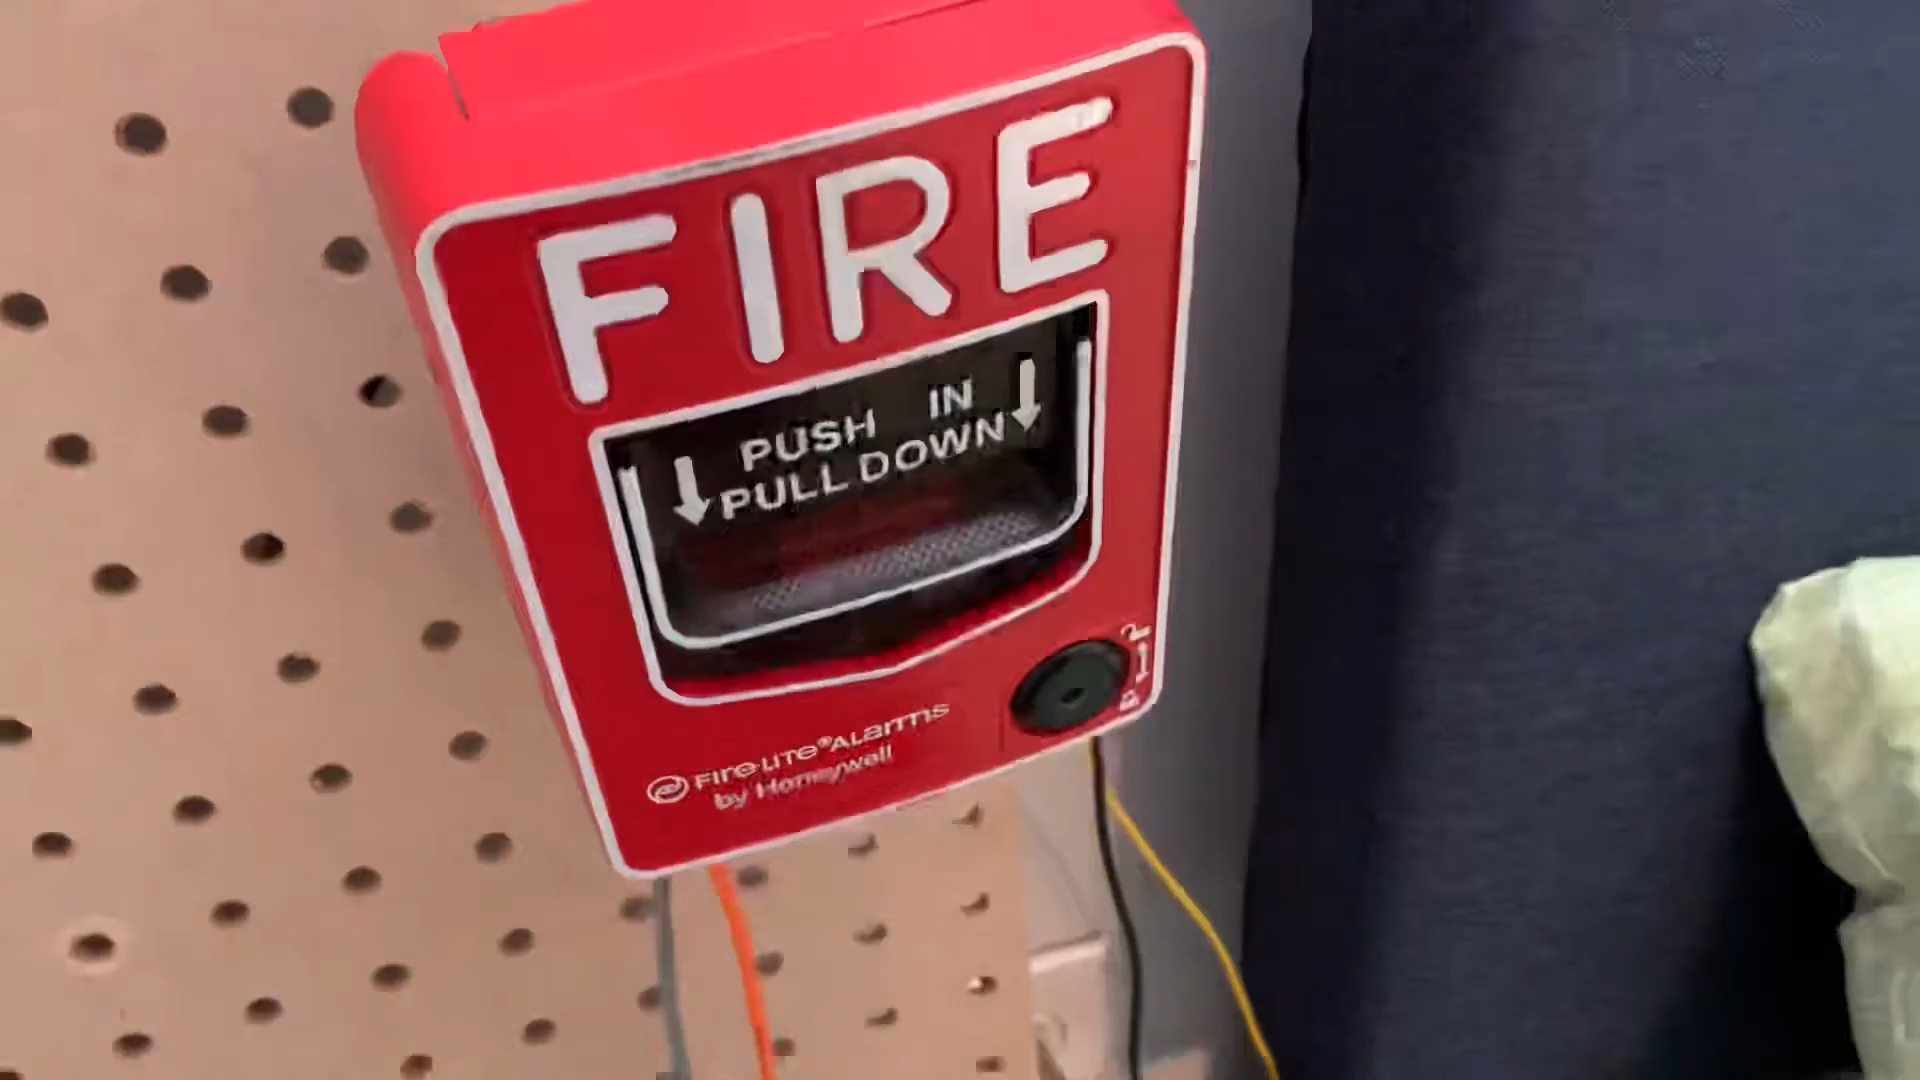 FIRE
PUSH IN
PULL DOWN
FIRE-LITE® ALARMS
by Honeywell